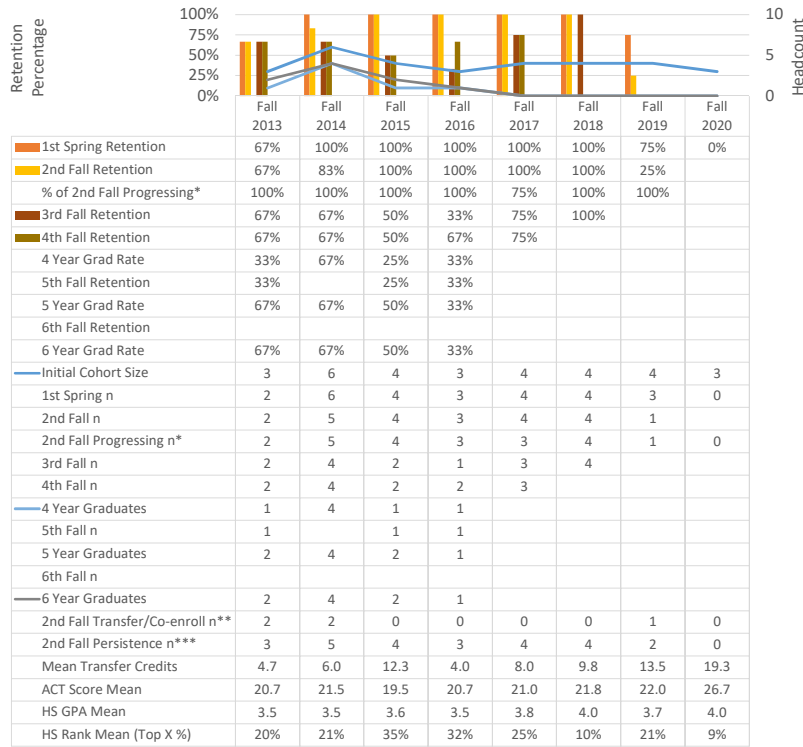 Retention
Percentage
100%
75%
50%
25%
0%
10
5
0
Headcount
Fall 2013 Fall 2014 Fall 2015 Fall 2016 Fall 2017 Fall 2018 Fall 2019 Fall 2020
1st Spring Retention 67% 100% 100% 100% 100% 100% 75% 0%
2nd Fall Retention 67% 83% 100% 100% 100% 100% 25%
% of 2nd Fall Progressing* 100% 100% 100% 100% 75% 100% 100%
3rd Fall Retention 67% 67% 50% 33% 75% 100%
4th Fall Retention 67% 67% 50% 67% 75%
4 Year Grad Rate 33% 67% 25% 33%
5th Fall Retention 33% 25% 33%
5 Year Grad Rate 67% 67% 50% 33%
6th Fall Retention
6 Year Grad Rate 67% 67% 50% 33%
Initial Cohort Size 3 6 4 3 4 4 4 3
1st Spring n 2 6 4 3 4 4 3 0
2nd Fall n 2 5 4 3 4 4 1
2nd Fall Progressing n* 2 5 4 3 3 4 1 0
3rd Fall n 2 4 2 1 3 4
4th Fall n 2 4 2 2 3
4 Year Graduates 1 4 1 1
5th Fall n 1 1 1
5 Year Graduates 2 4 2 1
6th Fall n
6 Year Graduates 2 4 2 1
2nd Fall Transfer/Co-enroll n** 2 2 0 0 0 0 1 0
2nd Fall Persistence n*** 3 5 4 3 4 4 2 0
Mean Transfer Credits 4.7 6.0 12.3 4.0 8.0 9.8 13.5 19.3
ACT Score Mean 20.7 21.5 19.5 20.7 21.0 21.8 22.0 26.7
HS GPA Mean 3.5 3.5 3.6 3.5 3.8 4.0 3.7 4.0
HS Rank Mean (Top X %) 20% 21% 35% 32% 25% 10% 21% 9%